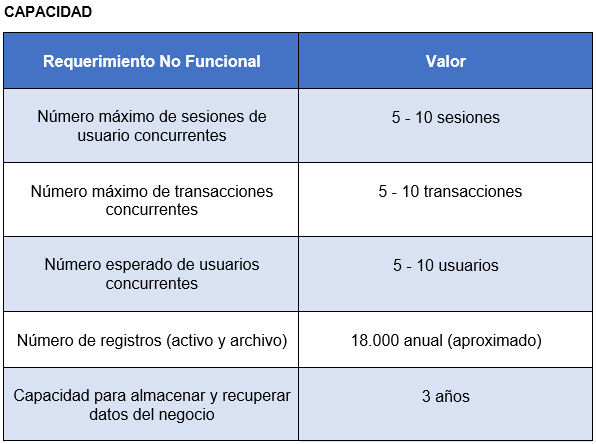 CAPACIDAD
Requerimiento No Funcional
Valor
Número máximo de sesiones de
usuario concurrentes
5 - 10 sesiones
Número máximo de transacciones
concurrentes
5 - 10 transacciones
Número esperado de usuarios
concurrentes
5 - 10 usuarios
Número de registros (activo y archivo)
18.000 anual (aproximado)
Capacidad para almacenar y recuperar
datos del negocio
3 años